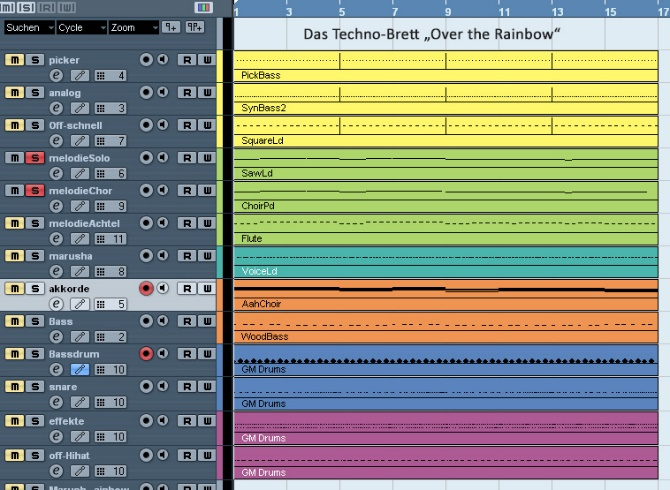 M S R W
Suchen Cycle Zoom
1 3 5 7 9 11 13 15 17
Das Techno-Brett „Over the Rainbow“
m S picker R W
e 4
PickBass
m S analog R W
e 3
SynBass2
m S Off-schnell R W
e 7
SquareLd
m S melodieSolo R W
e 6
SawLd
m S melodieChor R W
e 9
ChoirPd
m S melodieAchtel R W
e 11
Flute
m S marusha R W
e 8
VoiceLd
m S akkorde R W
e 5
AahChoir
m S Bass R W
e 2
WoodBass
m S Bassdrum R W
e 10
GM Drums
m S snare R W
e 10
GM Drums
m S effekte R W
e 10
GM Drums
m S off-Hihat R W
e 10
GM Drums